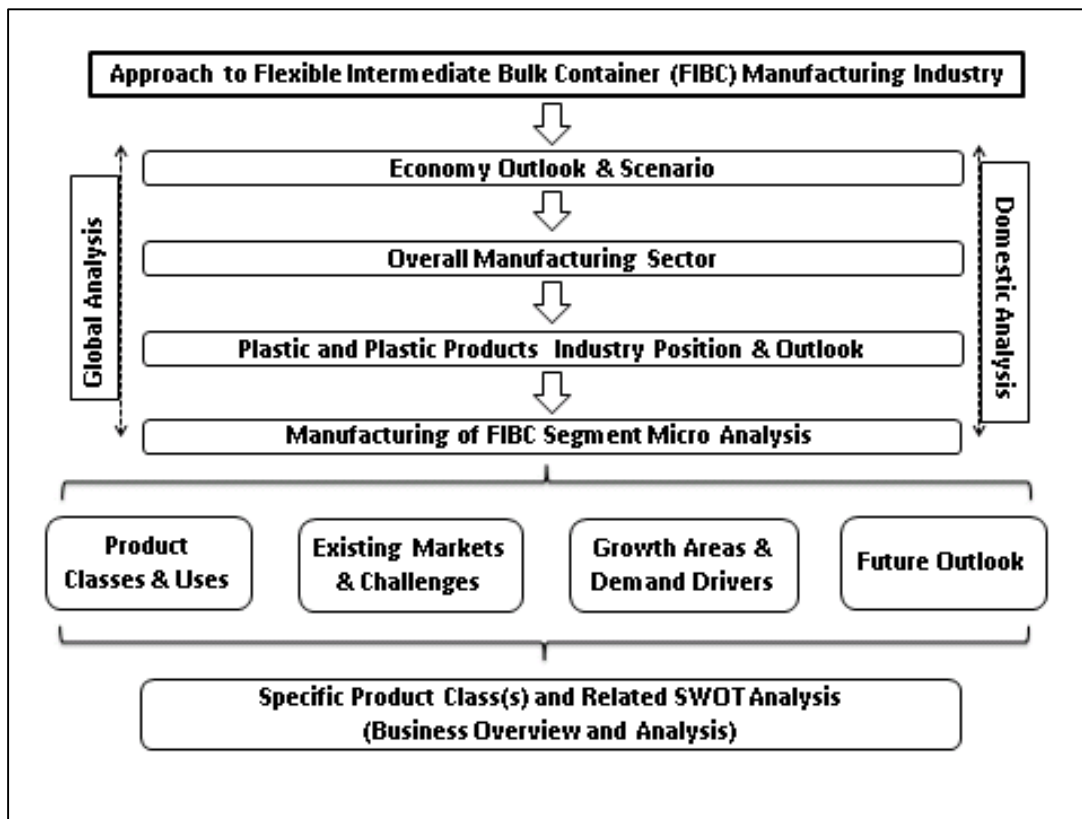 Approach to Flexible Intermediate Bulk Container (FIBC) Manufacturing Industry
Economy Outlook & Scenario
Global Analysis
Domestic Analysis
Overall Manufacturing Sector
Plastic and Plastic Products Industry Position & Outlook
Manufacturing of FIBC Segment Micro Analysis
Product
Classes & Uses
Existing Markets
& Challenges
Growth Areas &
Demand Drivers
Future Outlook
Specific Product Class(s) and Related SWOT Analysis
(Business Overview and Analysis)